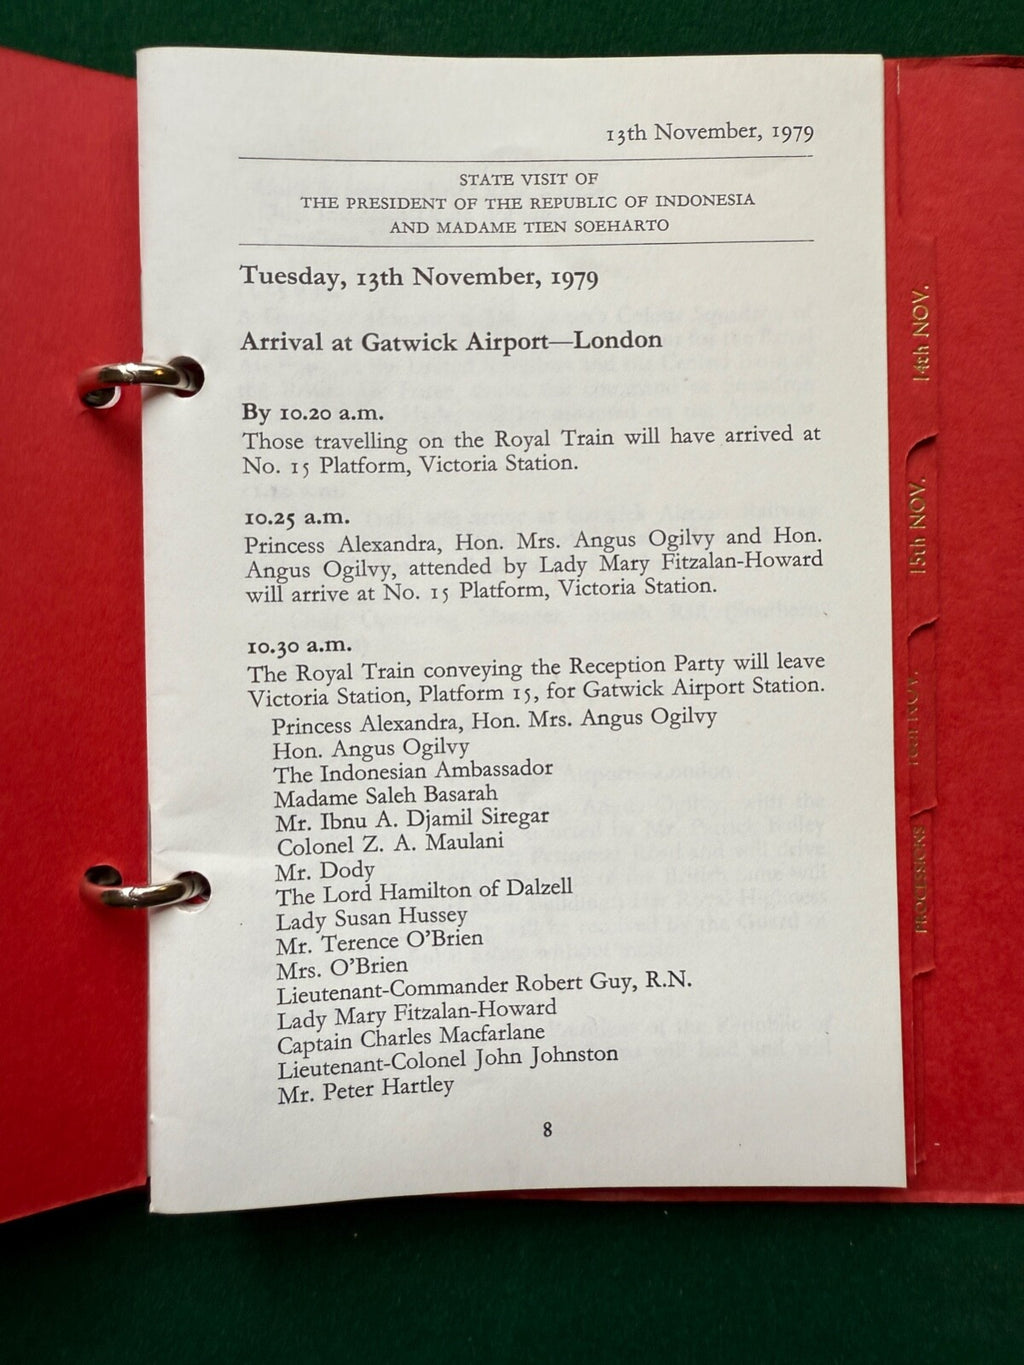 13th November, 1979
STATE VISIT OF
THE PRESIDENT OF THE REPUBLIC OF INDONESIA
AND MADAME TIEN SOEHARTO
Tuesday, 13th November, 1979
Arrival at Gatwick Airport—London
By 10.20 a.m.
Those travelling on the Royal Train will have arrived at
No. 15 Platform, Victoria Station.
10.25 a.m.
Princess Alexandra, Hon. Mrs. Angus Ogilvy and Hon.
Angus Ogilvy, attended by Lady Mary Fitzalan-Howard
will arrive at No. 15 Platform, Victoria Station.
10.30 a.m.
The Royal Train conveying the Reception Party will leave
Victoria Station, Platform 15, for Gatwick Airport Station.
Princess Alexandra, Hon. Mrs. Angus Ogilvy
Hon. Angus Ogilvy
The Indonesian Ambassador
Madame Saleh Basarah
Mr. Ibnu A. Djamil Siregar
Colonel Z. A. Maulani
Mr. Dody
The Lord Hamilton of Dalzell
Lady Susan Hussey
Mr. Terence O'Brien
Mrs. O'Brien
Lieutenant-Commander Robert Guy, R.N.
Lady Mary Fitzalan-Howard
Captain Charles Macfarlane
Lieutenant-Colonel John Johnston
Mr. Peter Hartley
8
14th NOV.
15th NOV.
NOV.
PROCESSIONS